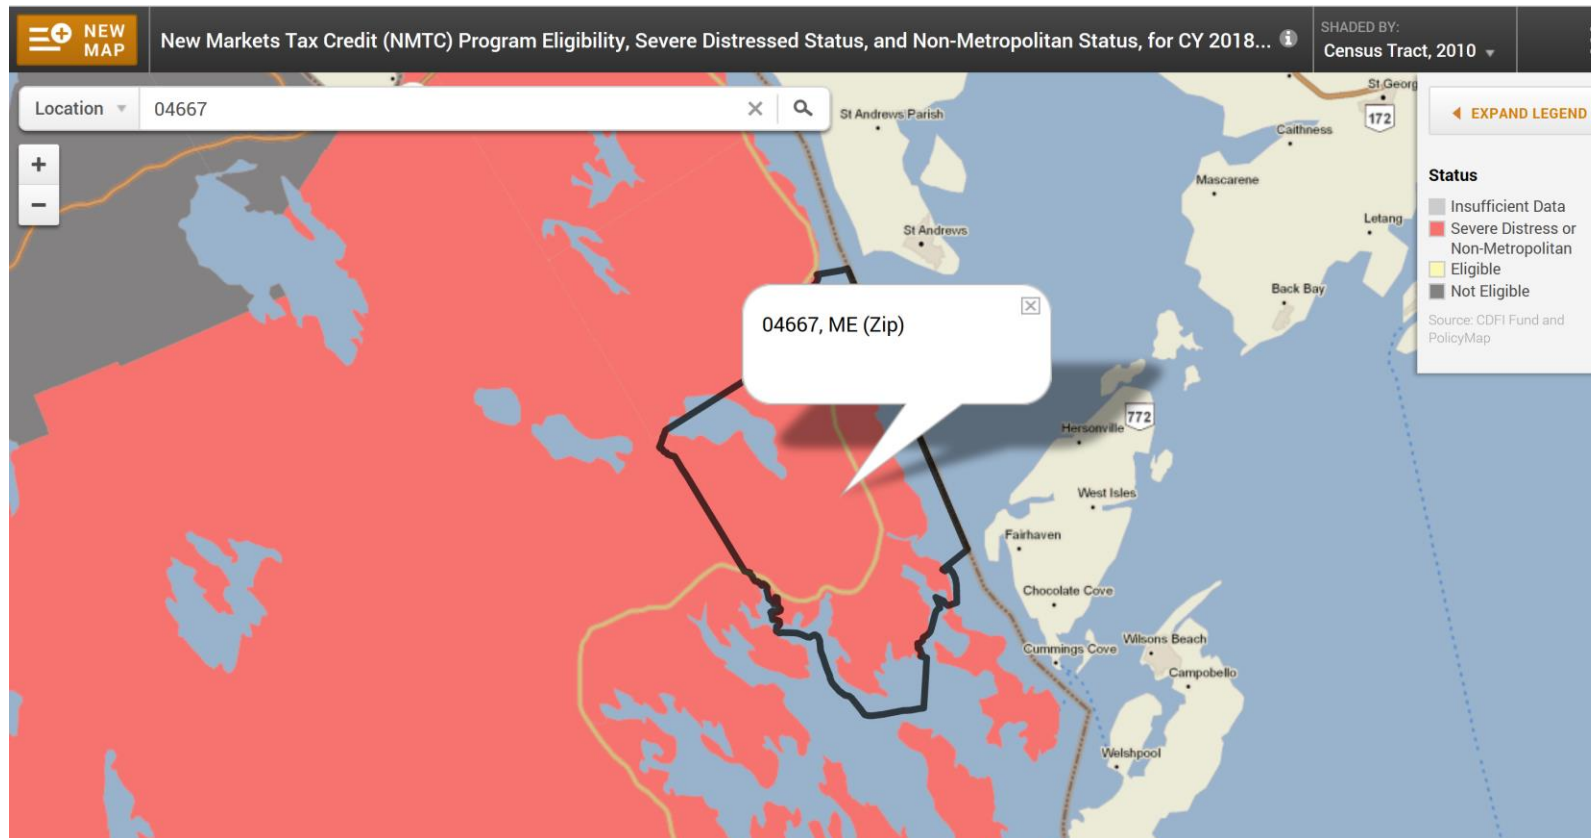 NEW
MAP
New Markets Tax Credit (NMTC) Program Eligibility, Severe Distressed Status, and Non-Metropolitan Status, for CY 2018...
SHADED BY:
Census Tract, 2010
Location
04667
+
−
EXPAND LEGEND
Status
Insufficient Data
Severe Distress or
Non-Metropolitan
Eligible
Not Eligible
Source: CDFI Fund and
PolicyMap
04667, ME (Zip)
St Georg
172
St Andrews Parish
Caithness
Mascarene
Letang
St Andrews
Back Bay
772
Hersonville
West Isles
Fairhaven
Chocolate Cove
Wilsons Beach
Cummings Cove
Campobello
Welshpool